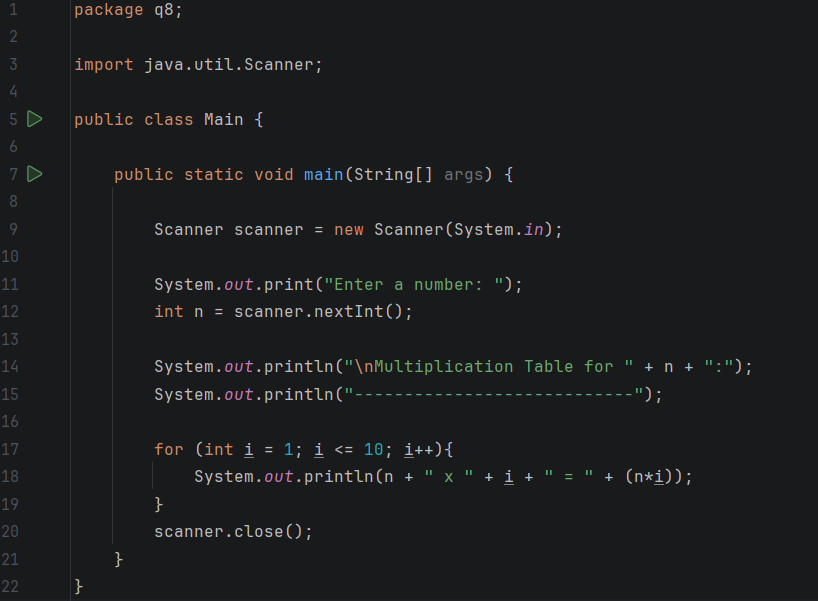 1 package q8;
2
3 import java.util.Scanner;
4
5 public class Main {
6
7     public static void main(String[] args) {
8
9         Scanner scanner = new Scanner(System.in);
10
11         System.out.print("Enter a number: ");
12         int n = scanner.nextInt();
13
14         System.out.println("\nMultiplication Table for " + n + ":");
15         System.out.println("----------------------------");
16
17         for (int i = 1; i <= 10; i++){
18             System.out.println(n + " x " + i + " = " + (n*i));
19         }
20         scanner.close();
21     }
22 }